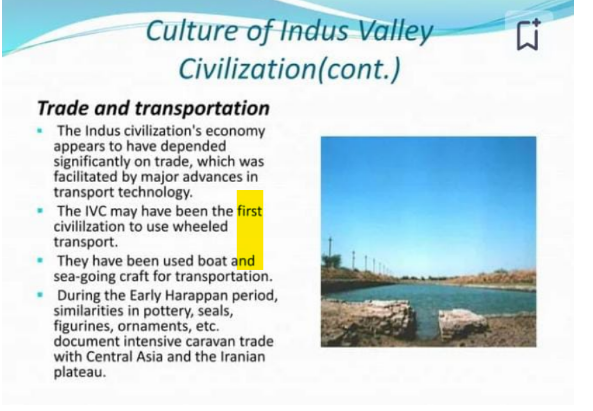 Culture of Indus Valley
Civilization(cont.)
Trade and transportation
▪ The Indus civilization's economy
appears to have depended
significantly on trade, which was
facilitated by major advances in
transport technology.
▪ The IVC may have been the first
civililzation to use wheeled
transport.
▪ They have been used boat and
sea-going craft for transportation.
▪ During the Early Harappan period,
similarities in pottery, seals,
figurines, ornaments, etc.
document intensive caravan trade
with Central Asia and the Iranian
plateau.